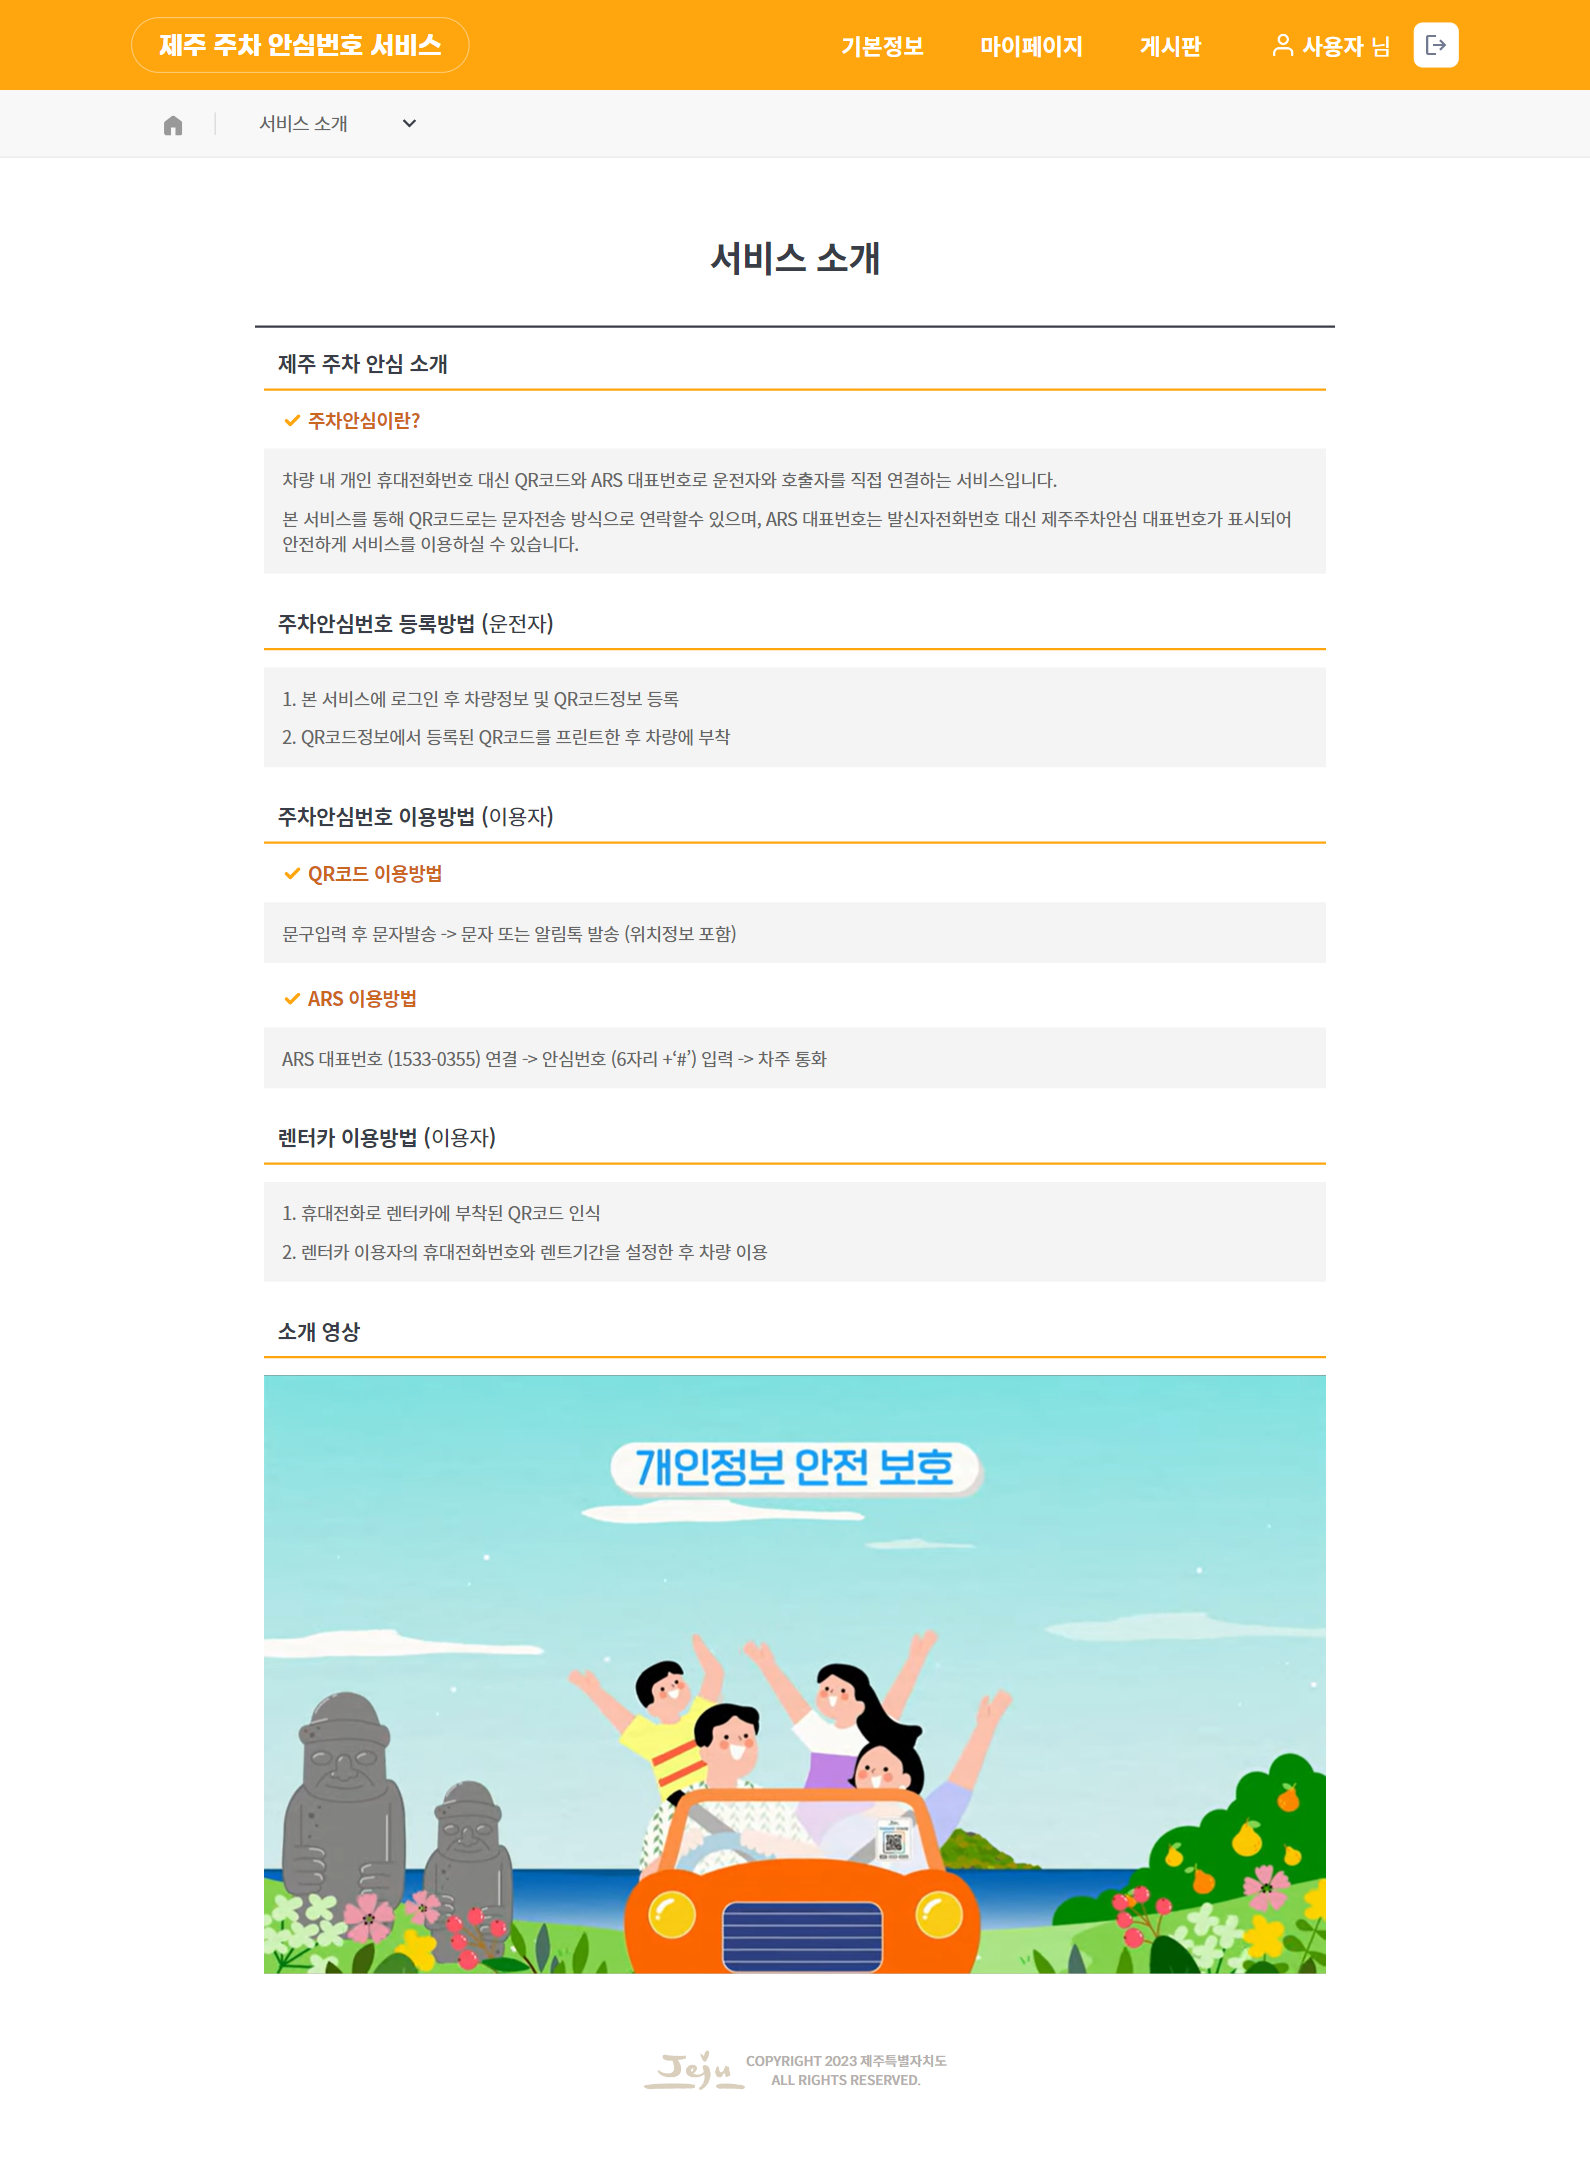 제주 주차 안심번호 서비스
기본정보
마이페이지
게시판
사용자 님
서비스 소개
서비스 소개
제주 주차 안심 소개
주차안심이란?
차량 내 개인 휴대전화번호 대신 QR코드와 ARS 대표번호로 운전자와 호출자를 직접 연결하는 서비스입니다.
본 서비스를 통해 QR코드로는 문자전송 방식으로 연락할수 있으며, ARS 대표번호는 발신자전화번호 대신 제주주차안심 대표번호가 표시되어
안전하게 서비스를 이용하실 수 있습니다.
주차안심번호 등록방법 (운전자)
1. 본 서비스에 로그인 후 차량정보 및 QR코드정보 등록
2. QR코드정보에서 등록된 QR코드를 프린트한 후 차량에 부착
주차안심번호 이용방법 (이용자)
QR코드 이용방법
문구입력 후 문자발송 -> 문자 또는 알림톡 발송 (위치정보 포함)
ARS 이용방법
ARS 대표번호 (1533-0355) 연결 -> 안심번호 (6자리 +‘#’) 입력 -> 차주 통화
렌터카 이용방법 (이용자)
1. 휴대전화로 렌터카에 부착된 QR코드 인식
2. 렌터카 이용자의 휴대전화번호와 렌트기간을 설정한 후 차량 이용
소개 영상
개인정보 안전 보호
Jeju
COPYRIGHT 2023 제주특별자치도
ALL RIGHTS RESERVED.